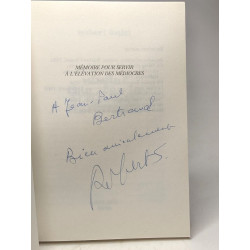 MÉMOIRE POUR SERVIR
À L'ÉLÉVATION DES MÉDIOCRES
A Jean-Paul
Bertrand
Bien amicalement